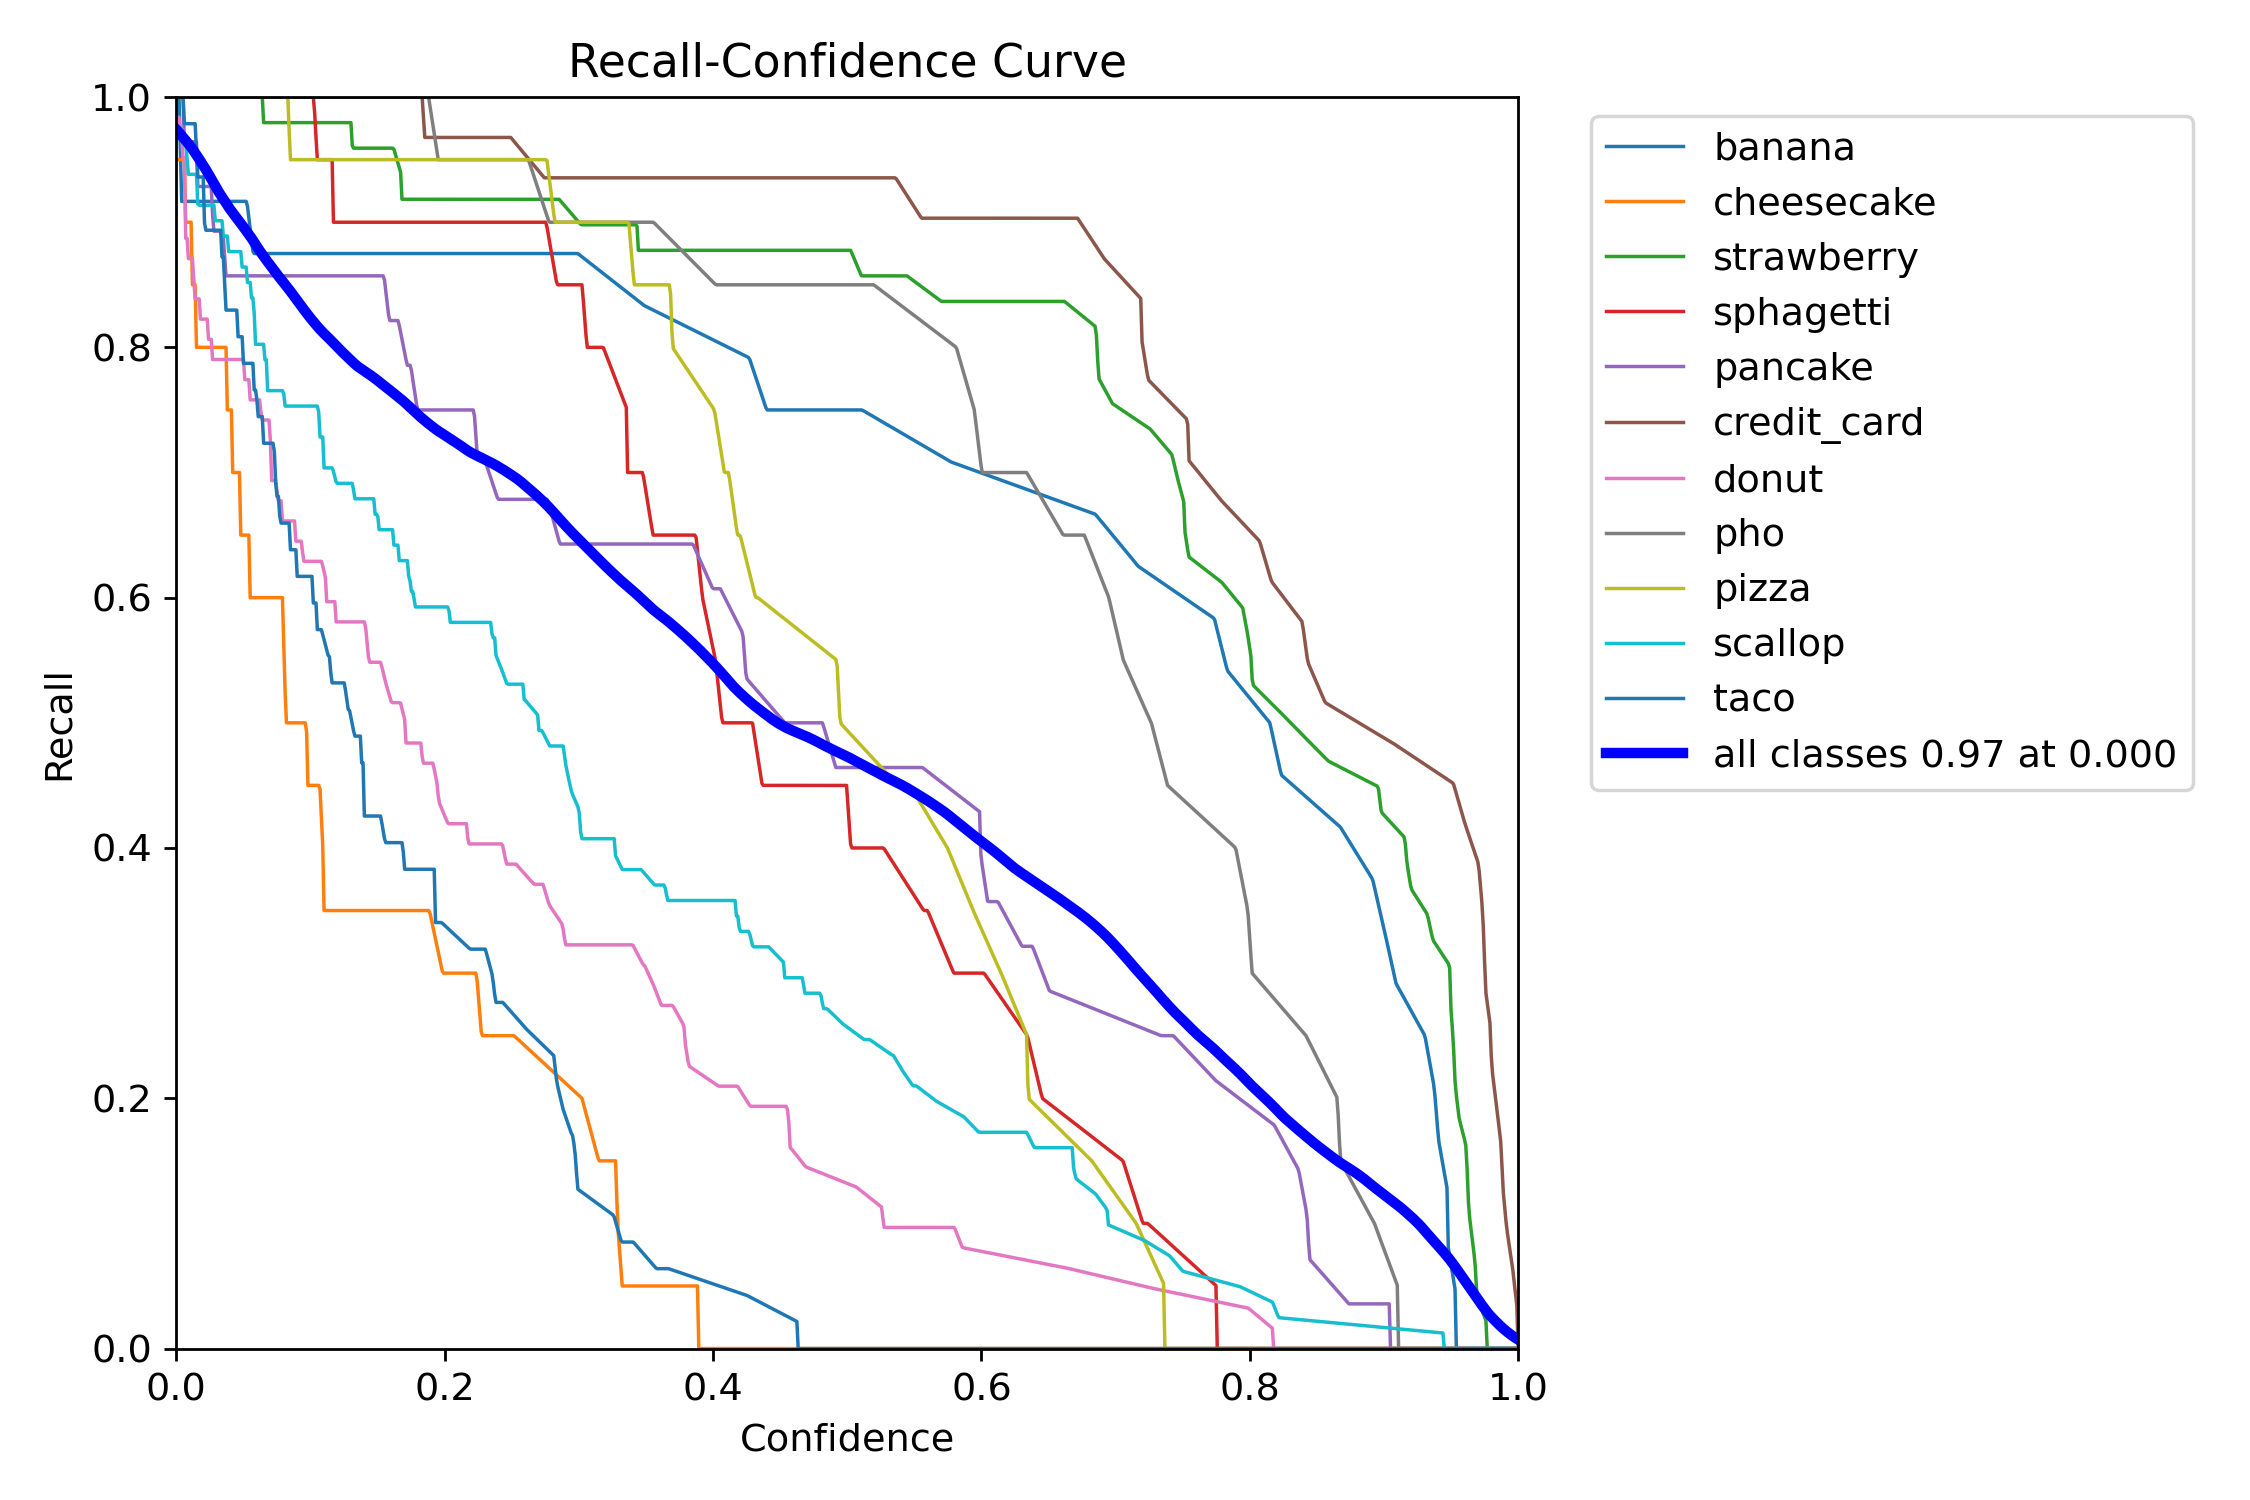 Recall-Confidence Curve
1.0
0.8
0.6
0.4
0.2
0.0
Recall
0.0 0.2 0.4 0.6 0.8 1.0
Confidence
banana
cheesecake
strawberry
sphagetti
pancake
credit_card
donut
pho
pizza
scallop
taco
all classes 0.97 at 0.000